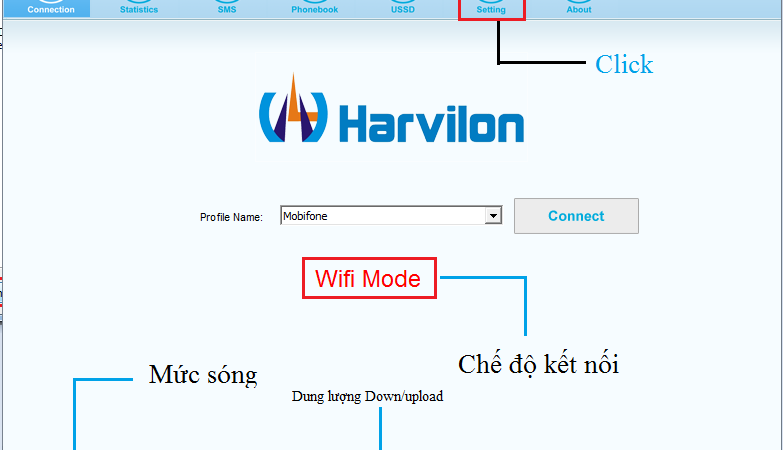 Connection Statistics SMS Phonebook USSD Setting About
Click
Harvilon
Profile Name: Mobifone Connect
Wifi Mode
Chế độ kết nối
Mức sóng
Dung lượng Down/upload